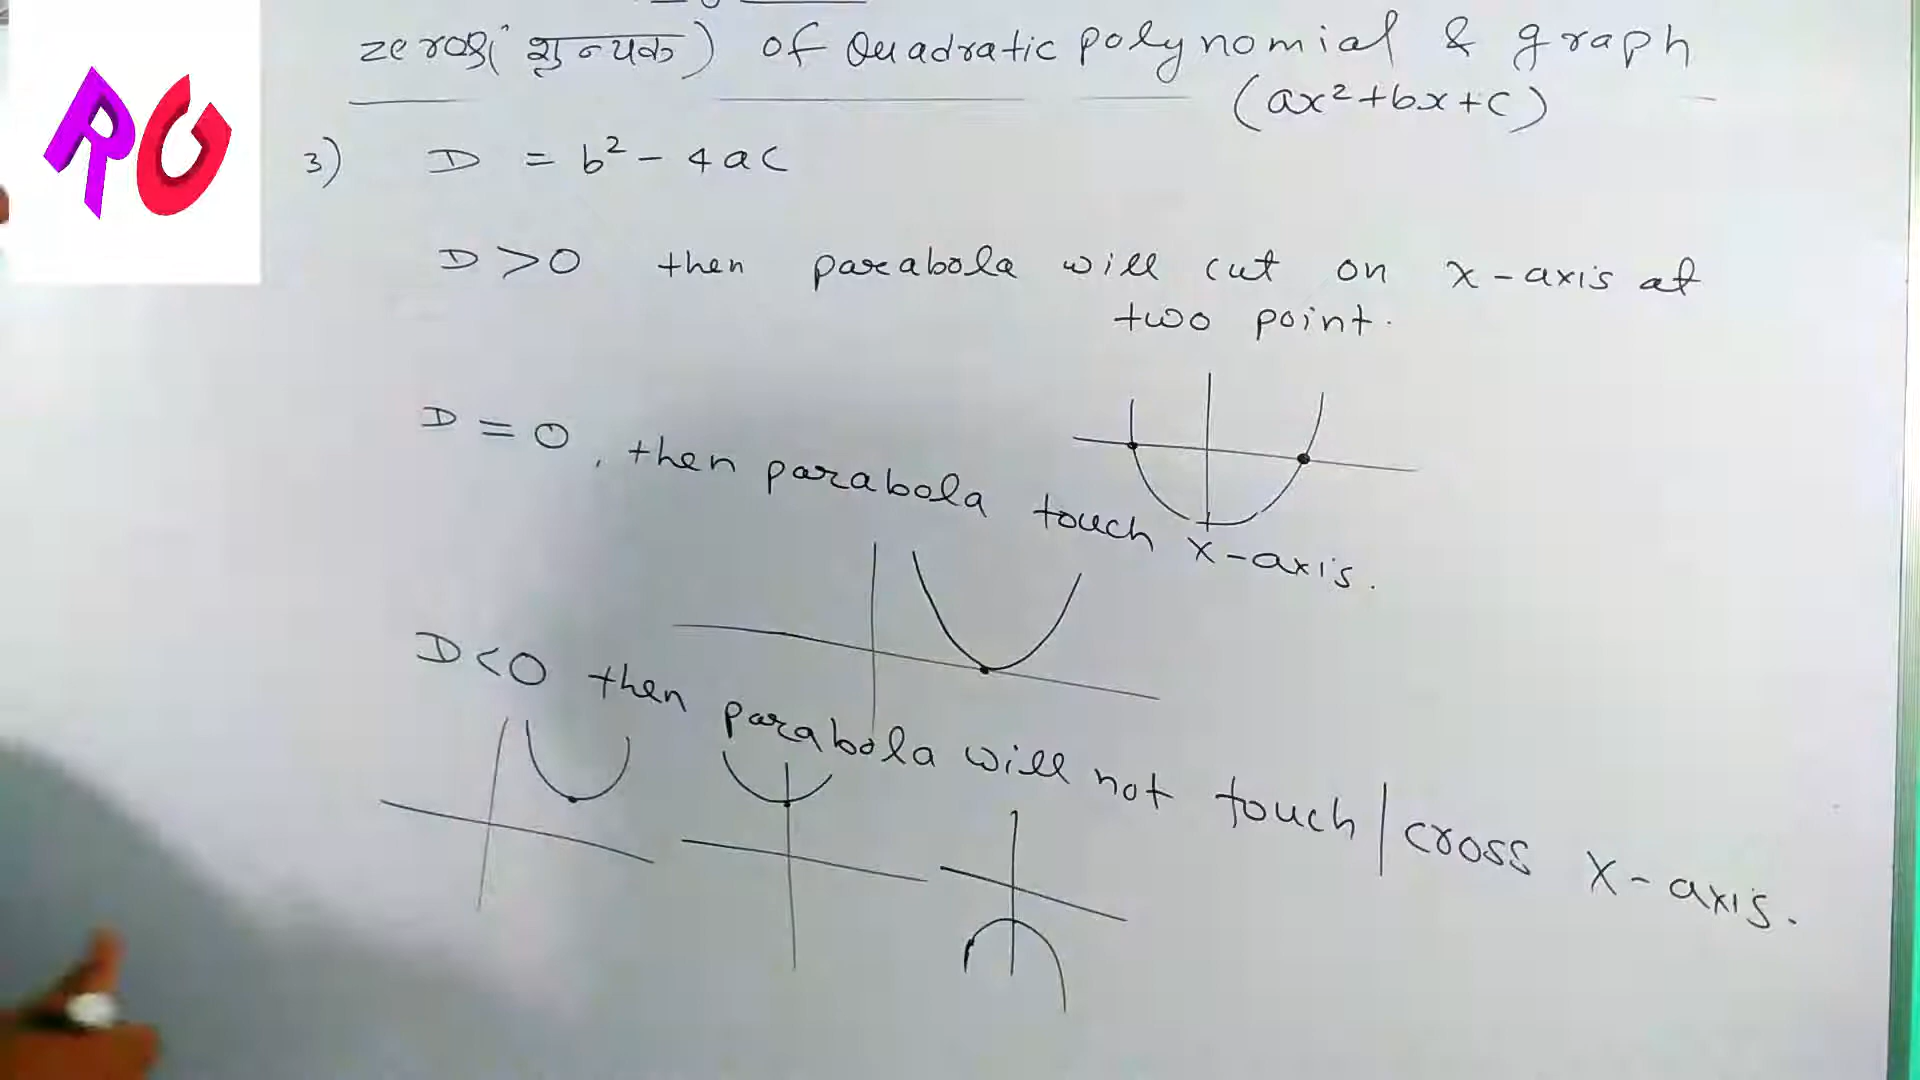 RG
zeros( शुन्यक) of Quadratic polynomial & graph
(ax²+bx+c)
3) D = b² - 4ac
D>0 then parabola will cut on x-axis at
two point.
D = 0, then parabola touch x-axis.
D<0 then parabola will not touch/cross x-axis.